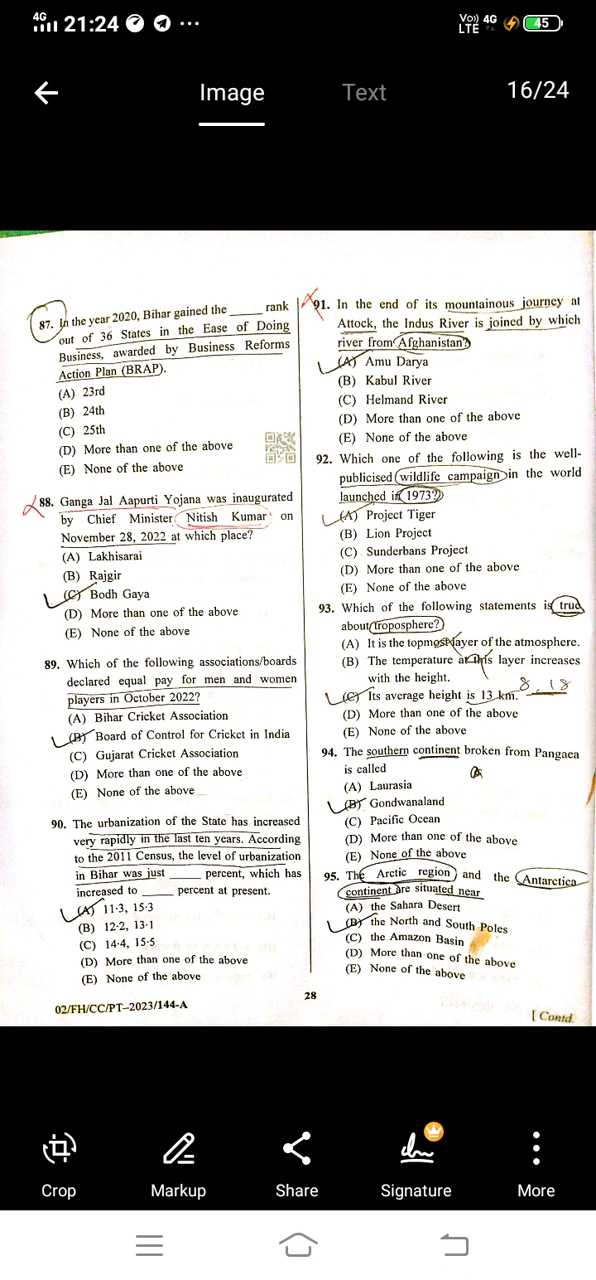 4G 21:24 ... Vo)) LTE 4G 45
Image Text 16/24
87. In the year 2020, Bihar gained the _____ rank
out of 36 States in the Ease of Doing
Business, awarded by Business Reforms
Action Plan (BRAP).
(A) 23rd
(B) 24th
(C) 25th
(D) More than one of the above
(E) None of the above
88. Ganga Jal Aapurti Yojana was inaugurated
by Chief Minister Nitish Kumar on
November 28, 2022 at which place?
(A) Lakhisarai
(B) Rajgir
(C) Bodh Gaya
(D) More than one of the above
(E) None of the above
89. Which of the following associations/boards
declared equal pay for men and women
players in October 2022?
(A) Bihar Cricket Association
(B) Board of Control for Cricket in India
(C) Gujarat Cricket Association
(D) More than one of the above
(E) None of the above
90. The urbanization of the State has increased
very rapidly in the last ten years. According
to the 2011 Census, the level of urbanization
in Bihar was just _____ percent, which has
increased to _____ percent at present.
(A) 11·3, 15·3
(B) 12·2, 13·1
(C) 14·4, 15·5
(D) More than one of the above
(E) None of the above
02/FH/CC/PT–2023/144-A
91. In the end of its mountainous journey at
Attock, the Indus River is joined by which
river from Afghanistan?
(A) Amu Darya
(B) Kabul River
(C) Helmand River
(D) More than one of the above
(E) None of the above
92. Which one of the following is the well-
publicised wildlife campaign in the world
launched in 1973?
(A) Project Tiger
(B) Lion Project
(C) Sunderbans Project
(D) More than one of the above
(E) None of the above
93. Which of the following statements is true
about troposphere?
(A) It is the topmost layer of the atmosphere.
(B) The temperature at this layer increases
with the height.
(C) Its average height is 13 km. 8, 18
(D) More than one of the above
(E) None of the above
94. The southern continent broken from Pangaea
is called
(A) Laurasia
(B) Gondwanaland
(C) Pacific Ocean
(D) More than one of the above
(E) None of the above
95. The Arctic region and the Antarctica
continent are situated near
(A) the Sahara Desert
(B) the North and South Poles
(C) the Amazon Basin
(D) More than one of the above
(E) None of the above
28
[ Contd.
Crop Markup Share Signature More